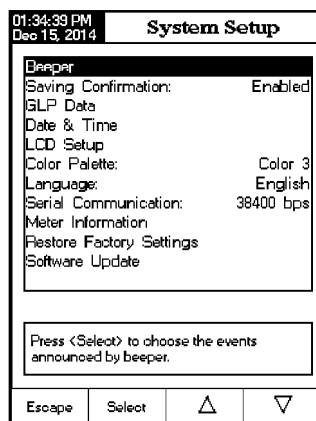 01:34:39 PM
Dec 15, 2014
System Setup
Beeper
Saving Confirmation: Enabled
GLP Data
Date & Time
LCD Setup
Color Palette: Color 3
Language: English
Serial Communication: 38400 bps
Meter Information
Restore Factory Settings
Software Update
Press <Select> to choose the events
announced by beeper.
Escape Select △ ▽